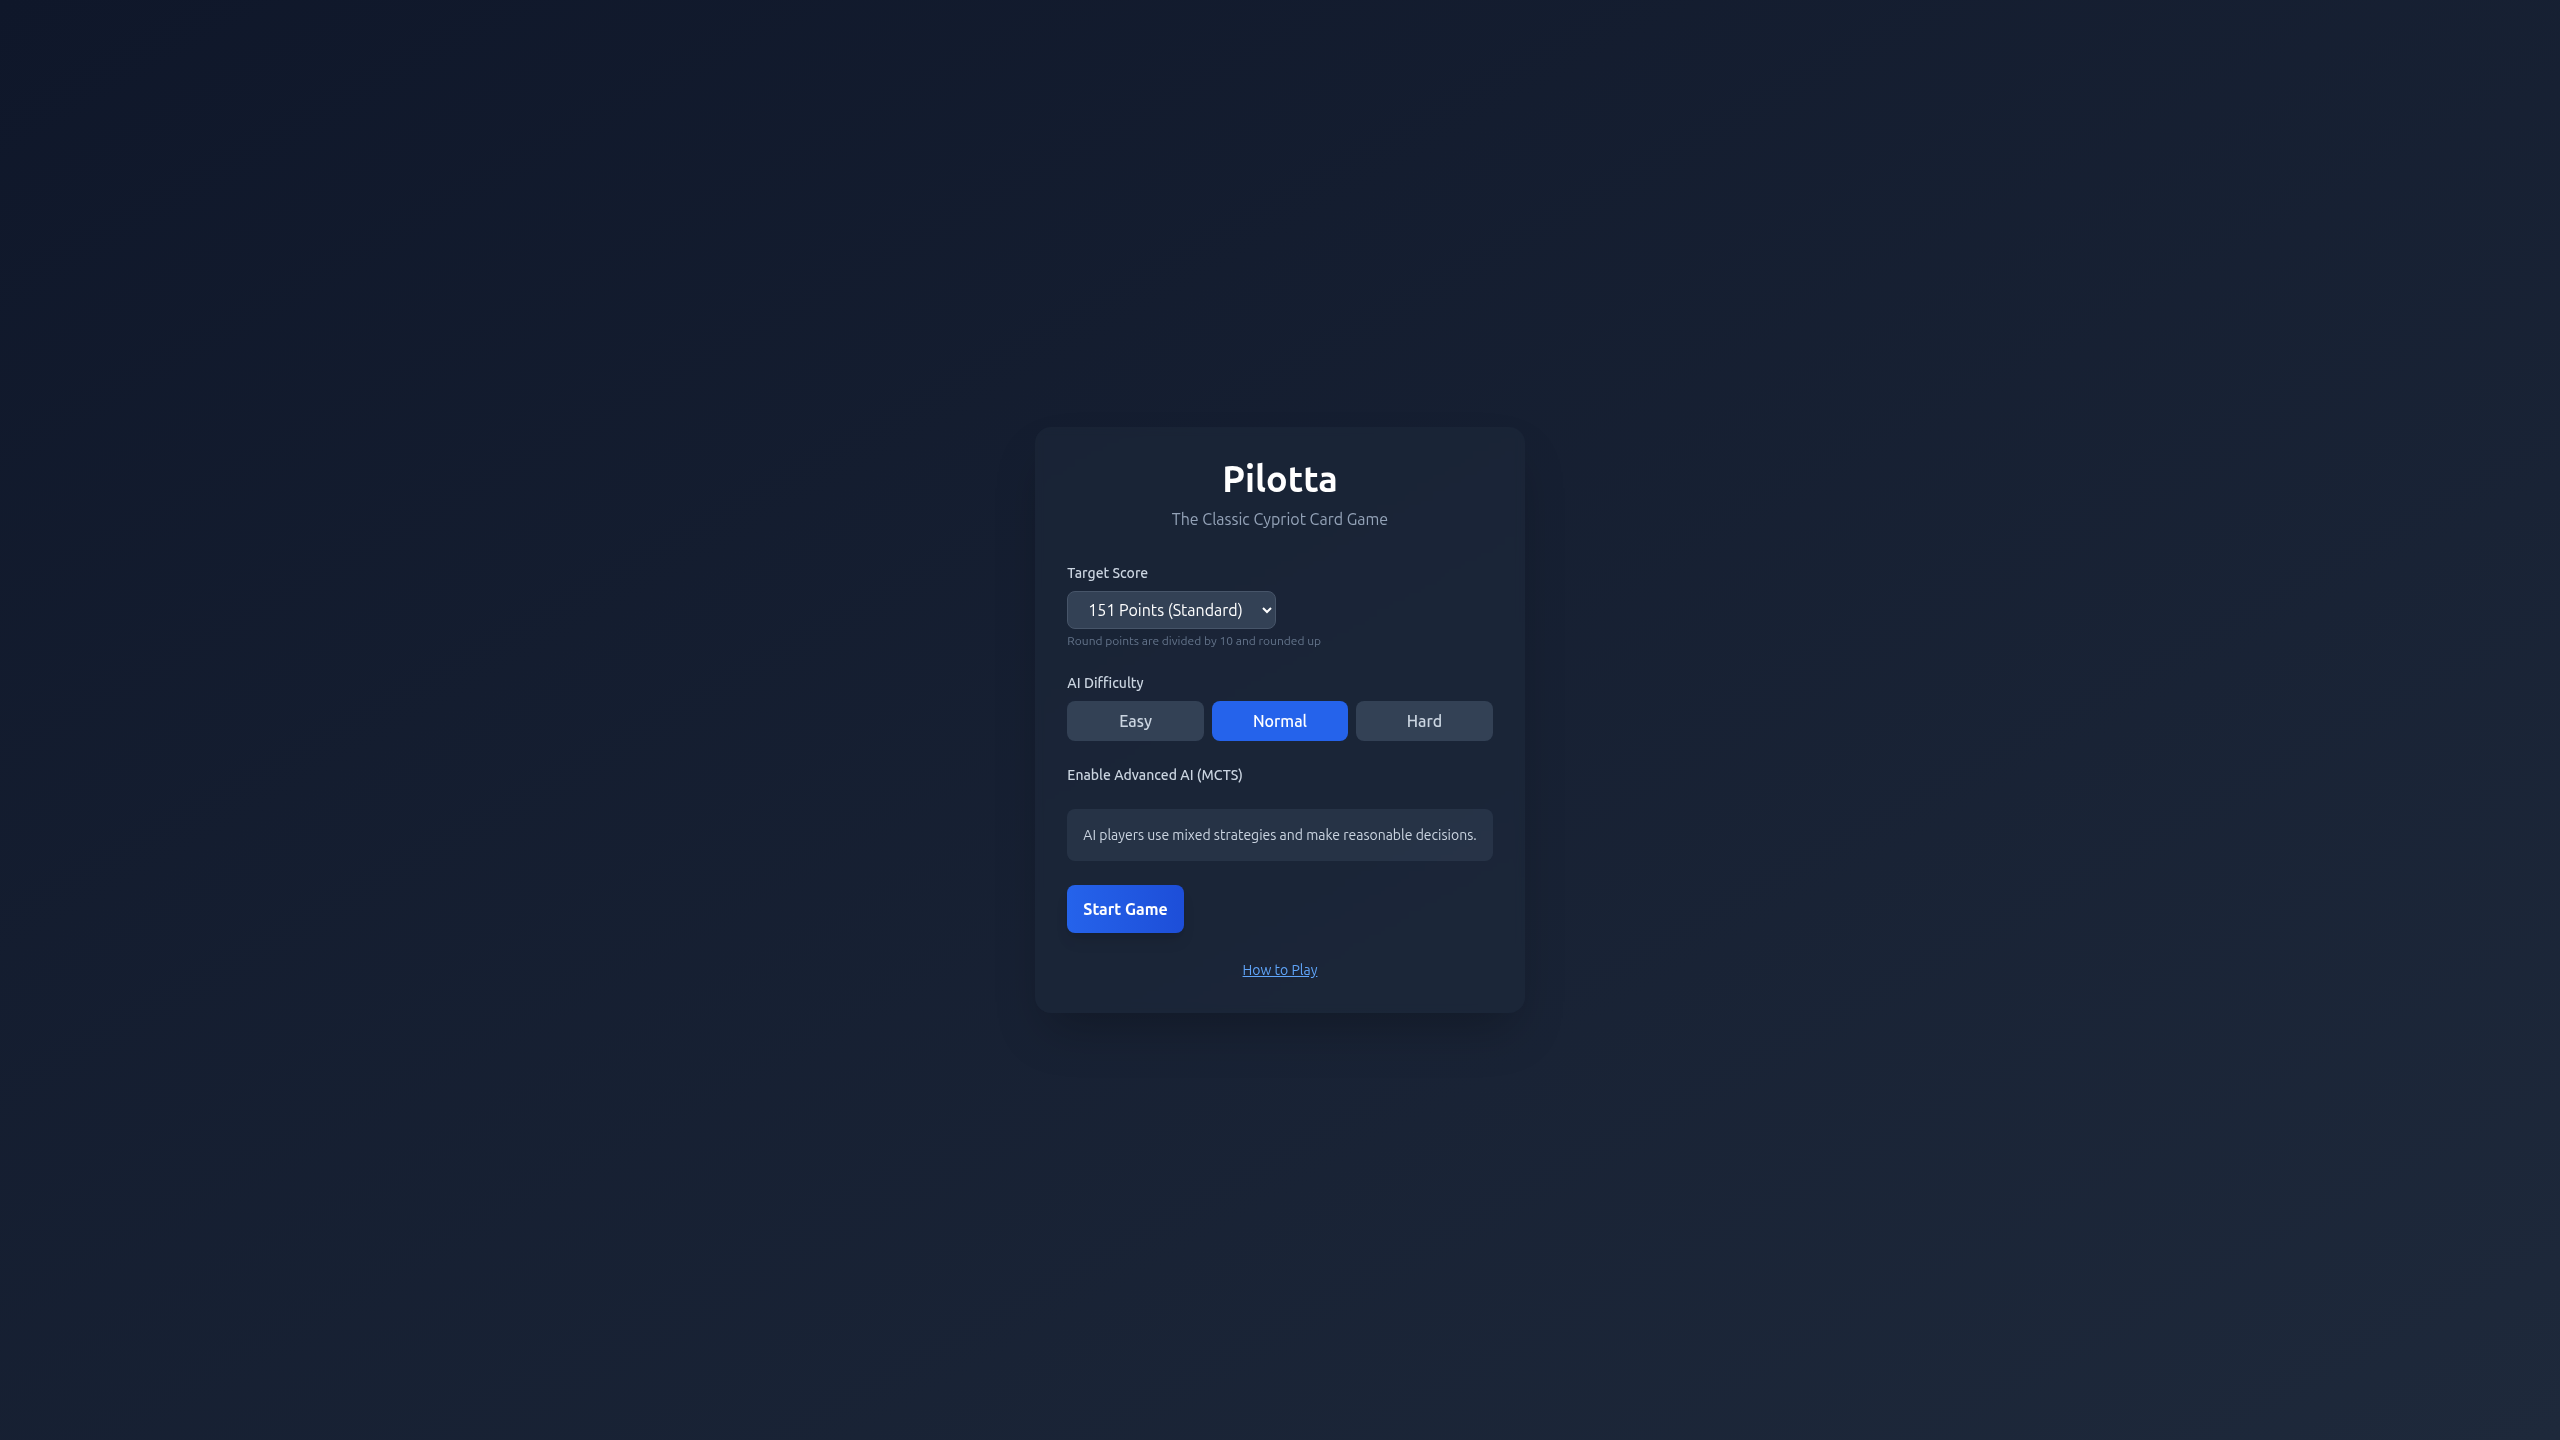 Pilotta
The Classic Cypriot Card Game
Target Score
151 Points (Standard)
Round points are divided by 10 and rounded up
AI Difficulty
Easy Normal Hard
Enable Advanced AI (MCTS)
AI players use mixed strategies and make reasonable decisions.
Start Game
How to Play